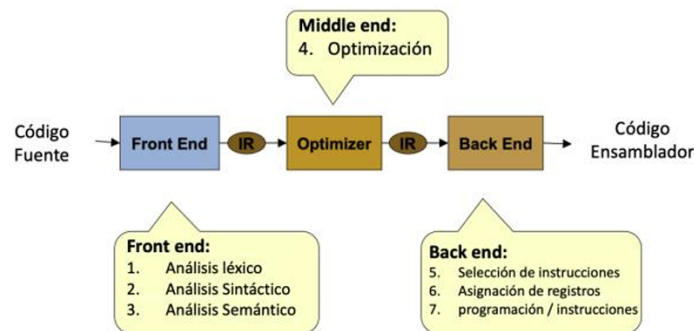 Middle end:
4. Optimización
Código
Fuente
Front End
IR
Optimizer
IR
Back End
Código
Ensamblador
Front end:
1. Análisis léxico
2. Análisis Sintáctico
3. Análisis Semántico
Back end:
5. Selección de instrucciones
6. Asignación de registros
7. programación / instrucciones